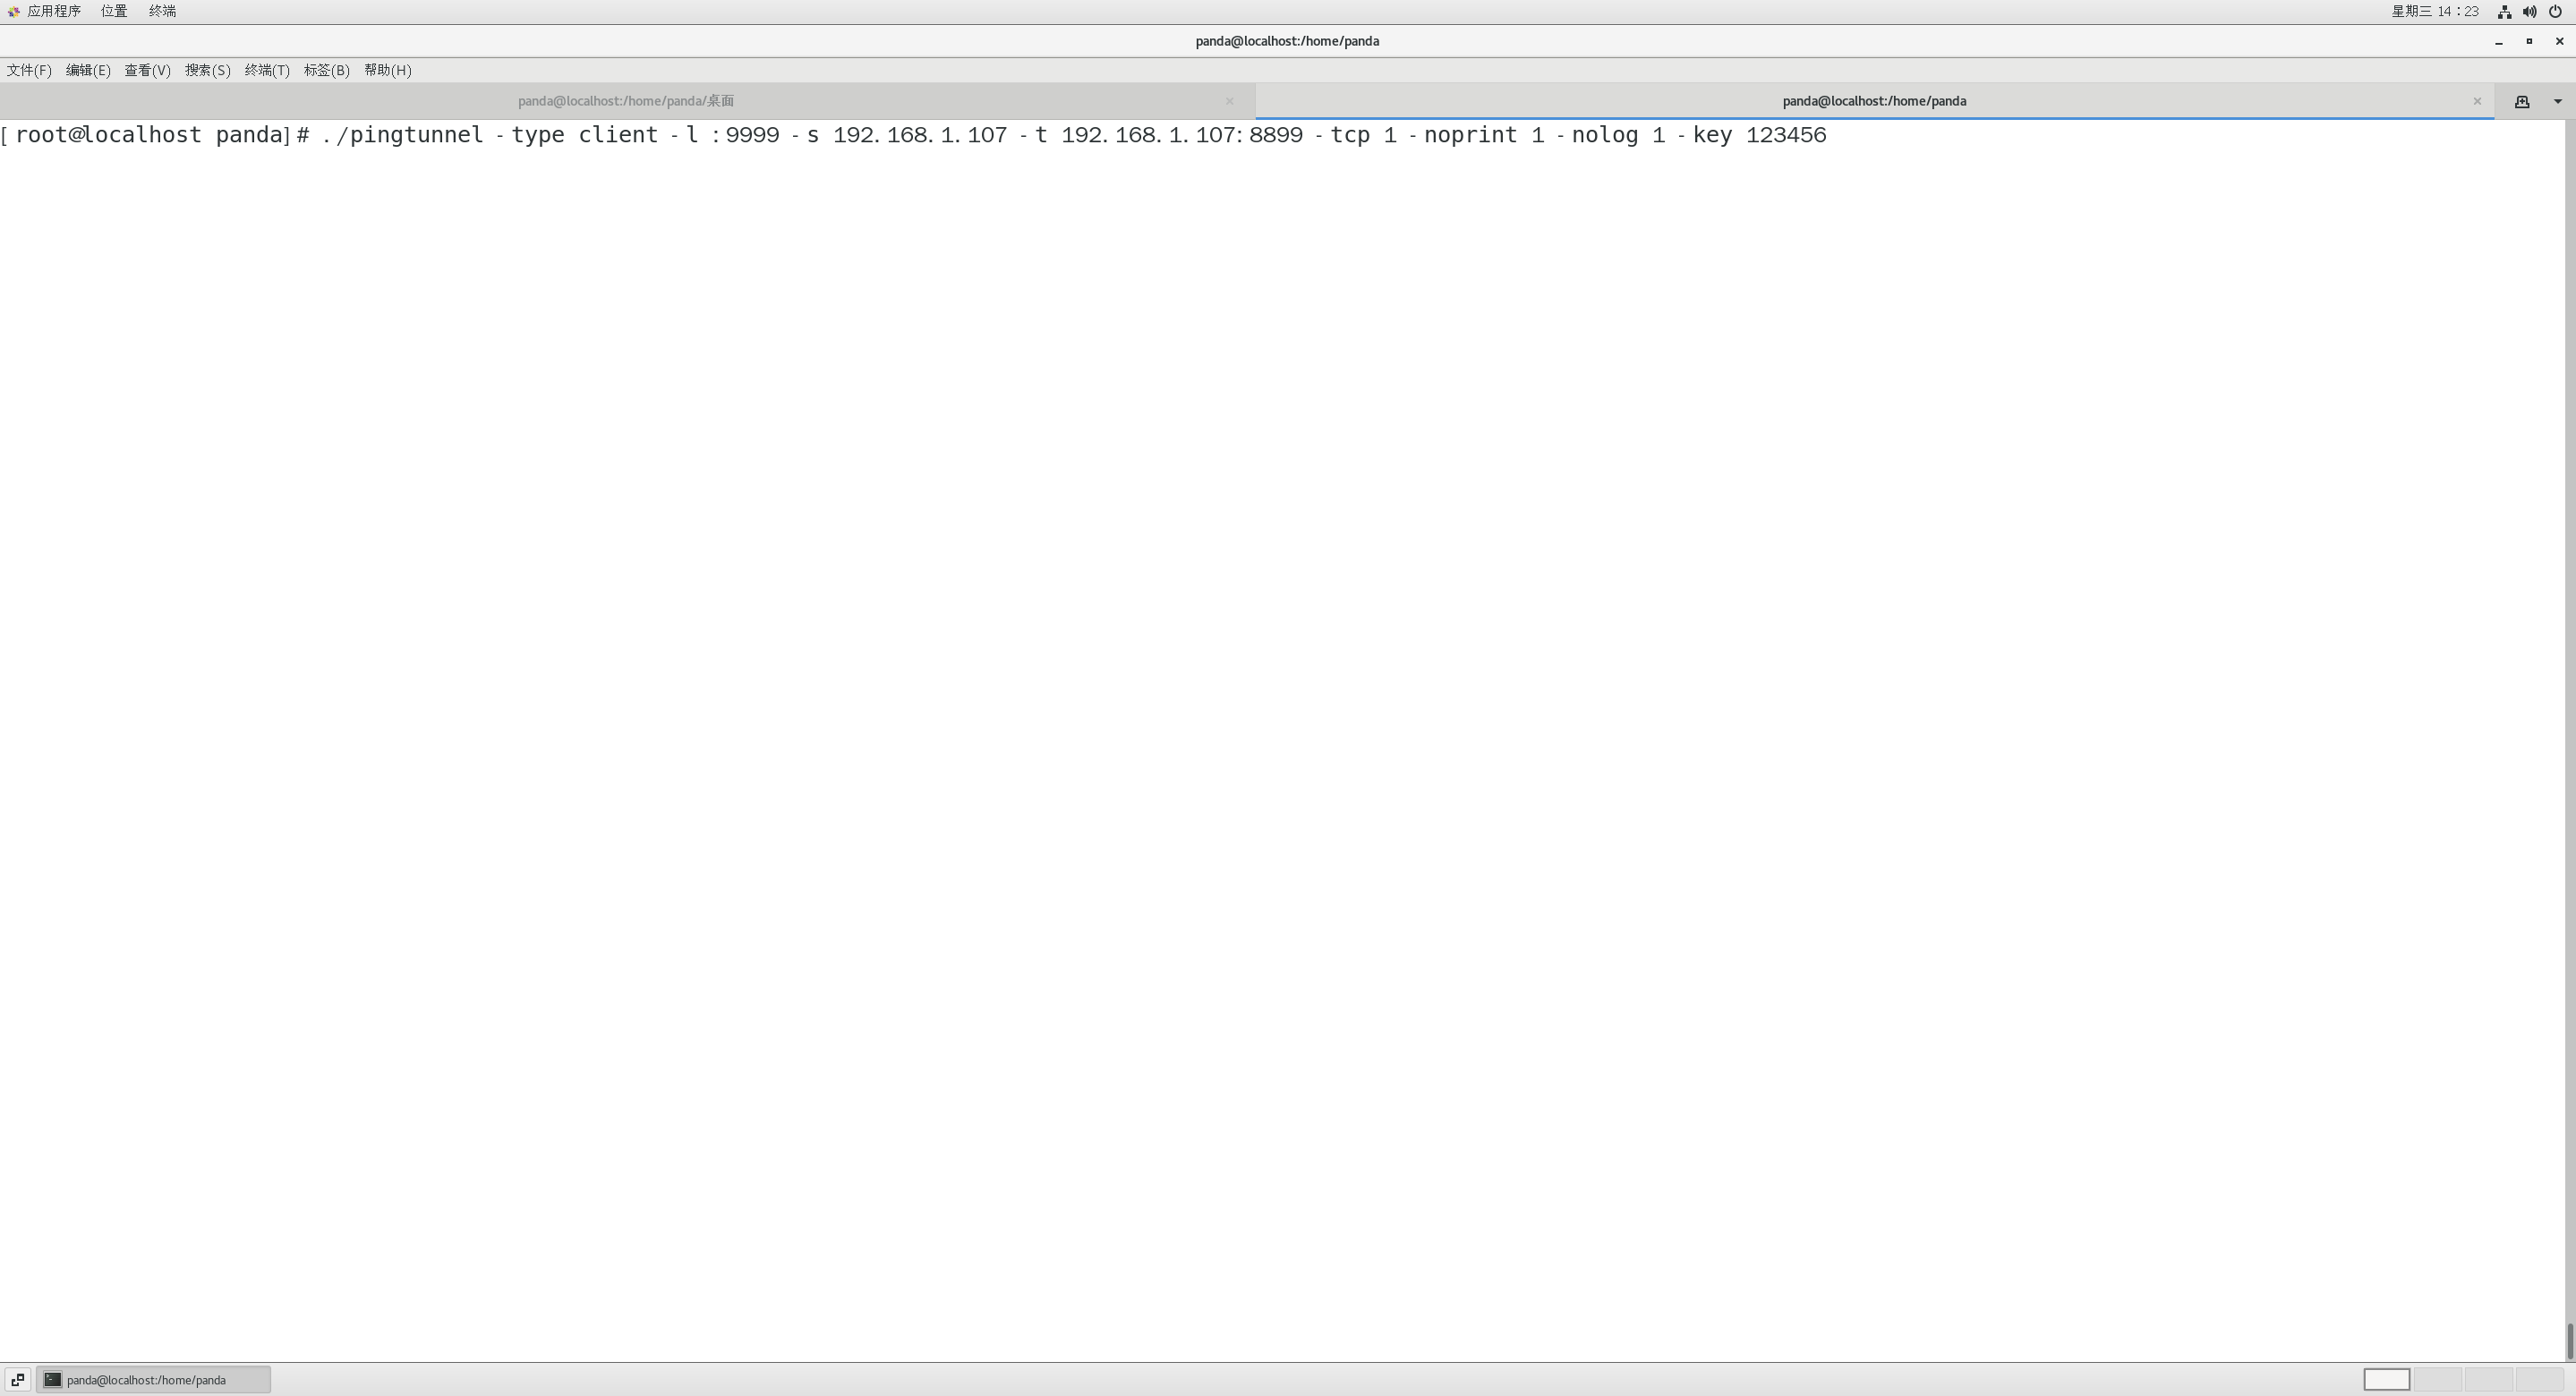 应用程序 位置 终端 星期三 14：23
panda@localhost:/home/panda
文件(F) 编辑(E) 查看(V) 搜索(S) 终端(T) 标签(B) 帮助(H)
panda@localhost:/home/panda/桌面 panda@localhost:/home/panda
[root@localhost panda]# ./pingtunnel -type client -l :9999 -s 192.168.1.107 -t 192.168.1.107:8899 -tcp 1 -noprint 1 -nolog 1 -key 123456
panda@localhost:/home/panda